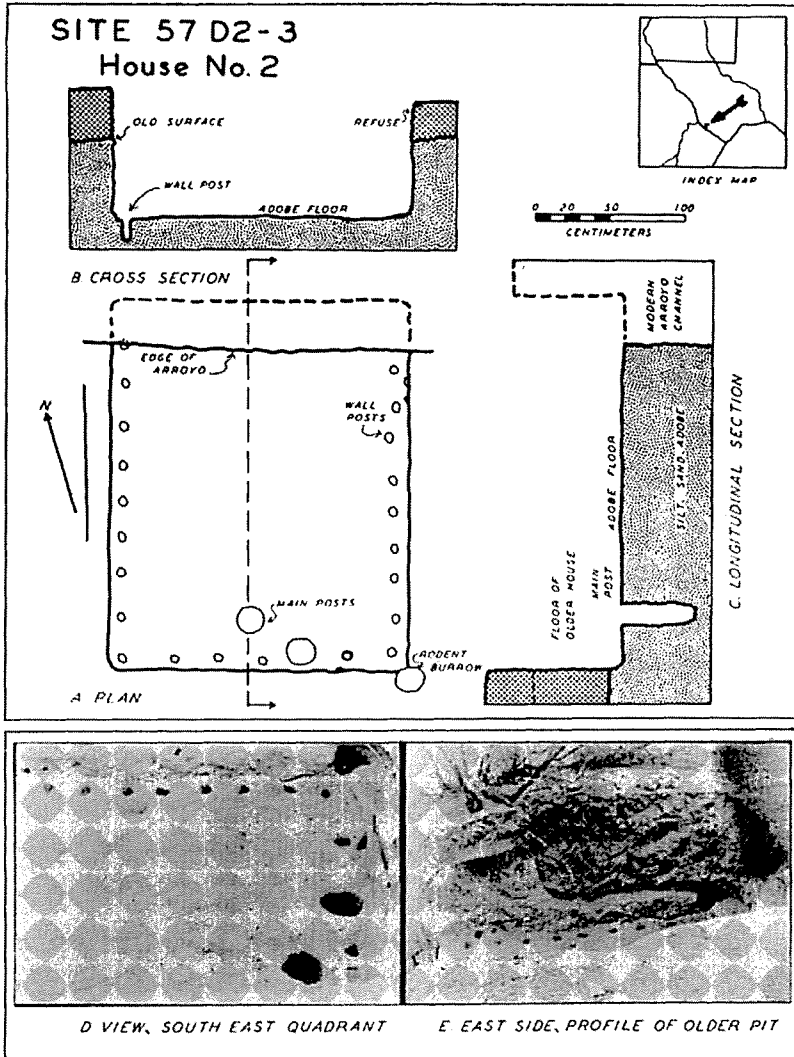 SITE 57 D2-3
House No. 2
OLD SURFACE
REFUSE
WALL POST
ADOBE FLOOR
INDEX MAP
0 20 50 100
CENTIMETERS
B. CROSS SECTION
EDGE OF
ARROYO
N
WALL
POSTS
MAIN POSTS
RODENT
BURROW
A. PLAN
MODERN
ARROYO
CHANNEL
ADOBE FLOOR
SILT, SAND, ADOBE
FLOOR OF
OLDER HOUSE
MAIN
POST
C. LONGITUDINAL SECTION
D. VIEW, SOUTH EAST QUADRANT
E. EAST SIDE, PROFILE OF OLDER PIT